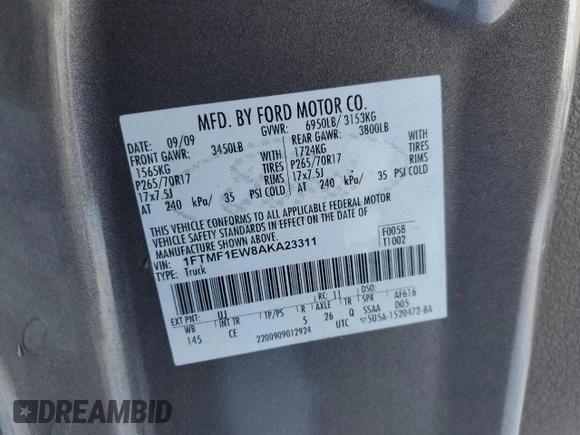 MFD. BY FORD MOTOR CO.
DATE: 09/09 GVWR: 6950LB/ 3153KG
FRONT GAWR: 3450LB REAR GAWR: 3800LB
1565KG WITH 1724KG WITH
P265/70R17 TIRES P265/70R17 TIRES
17x7.5J RIMS 17x7.5J RIMS
AT 240 kPa/ 35 PSI COLD AT 240 kPa/ 35 PSI COLD
THIS VEHICLE CONFORMS TO ALL APPLICABLE FEDERAL MOTOR
VEHICLE SAFETY STANDARDS IN EFFECT ON THE DATE OF
MANUFACTURE SHOWN ABOVE.
VIN: 1FTMF1EW8AKA23311 F0058
TYPE: Truck T1002
EXT PNT: UJ RC: 11 DSO: AF616
WB INT TR TP/PS R AXLE TR SPR D05
145 CE 5 26 Q SSAA
2200909012924 UTC 5U5A-1520472-BA
DREAMBID